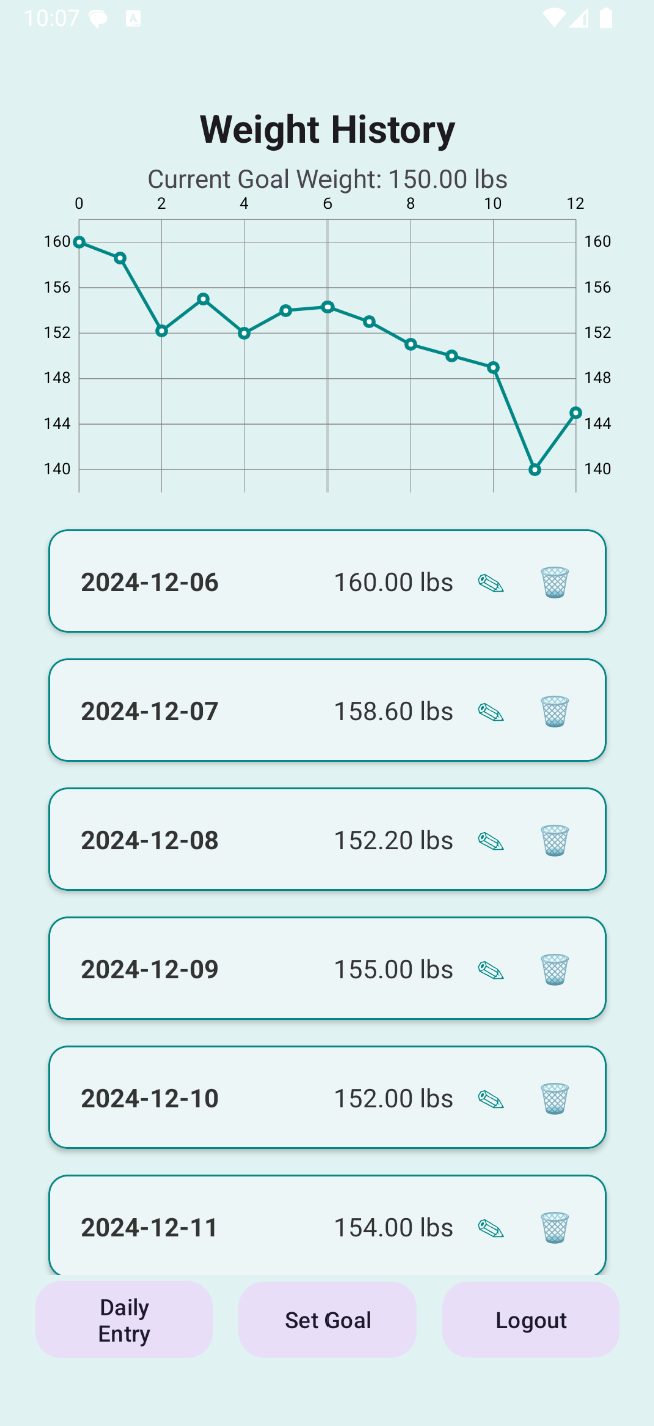 10:07
Weight History
Current Goal Weight: 150.00 lbs
0 2 4 6 8 10 12
160 160
156 156
152 152
148 148
144 144
140 140
2024-12-06 160.00 lbs
2024-12-07 158.60 lbs
2024-12-08 152.20 lbs
2024-12-09 155.00 lbs
2024-12-10 152.00 lbs
2024-12-11 154.00 lbs
Daily
Entry
Set Goal
Logout